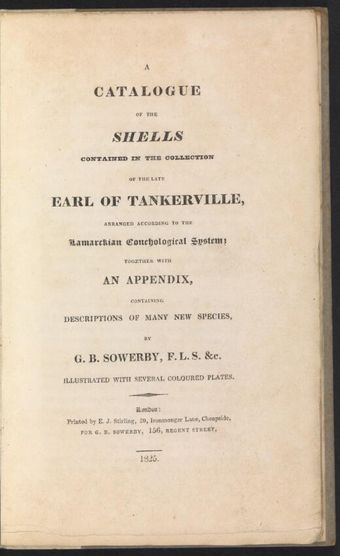 A
CATALOGUE
OF THE
SHELLS
CONTAINED IN THE COLLECTION
OF THE LATE
EARL OF TANKERVILLE,
ARRANGED ACCORDING TO THE
Lamarckian Conchological System;
TOGETHER WITH
AN APPENDIX,
CONTAINING
DESCRIPTIONS OF MANY NEW SPECIES,
BY
G. B. SOWERBY, F. L. S. &c.
ILLUSTRATED WITH SEVERAL COLOURED PLATES.
London:
Printed by E. J. Stirling, 20, Ironmonger Lane, Cheapside,
FOR G. B. SOWERBY, 156, REGENT STREET,
1825.